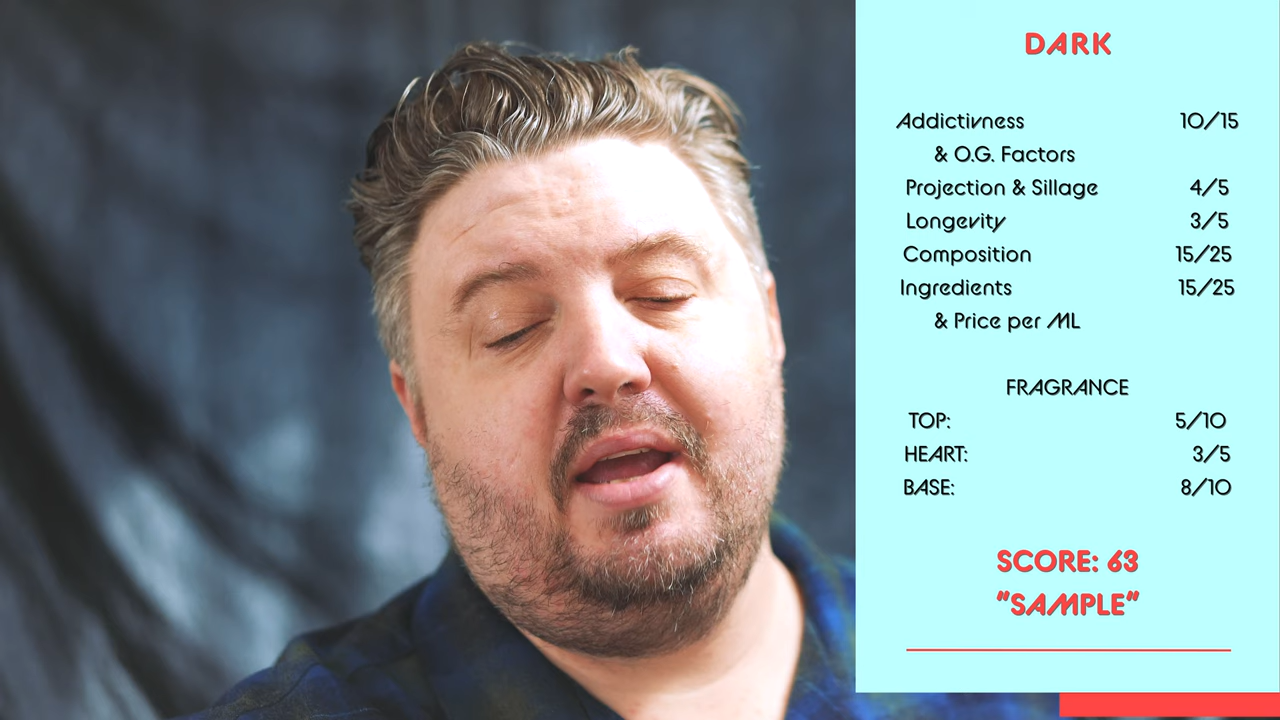 DARK
Addictivness 10/15
& O.G. Factors
Projection & Sillage 4/5
Longevity 3/5
Composition 15/25
Ingredients 15/25
& Price per ML
FRAGRANCE
TOP: 5/10
HEART: 3/5
BASE: 8/10
SCORE: 63
"SAMPLE"